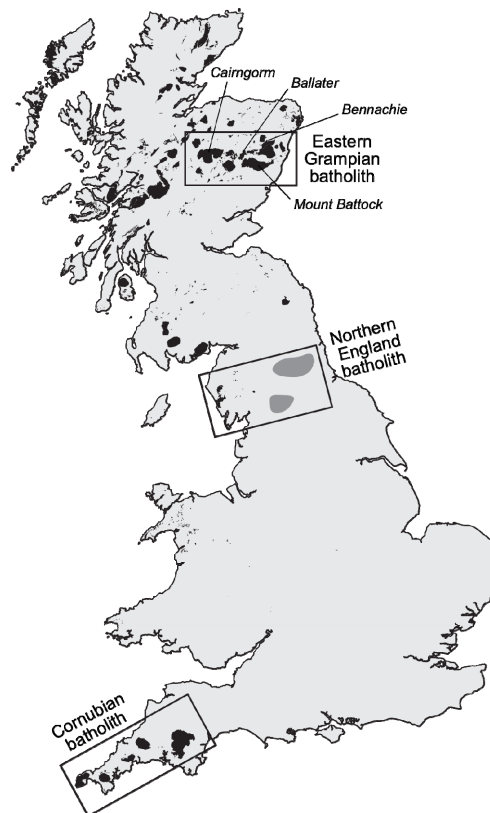 Cairngorm
Ballater
Bennachie
Eastern
Grampian
batholith
Mount Battock
Northern
England
batholith
Cornubian
batholith